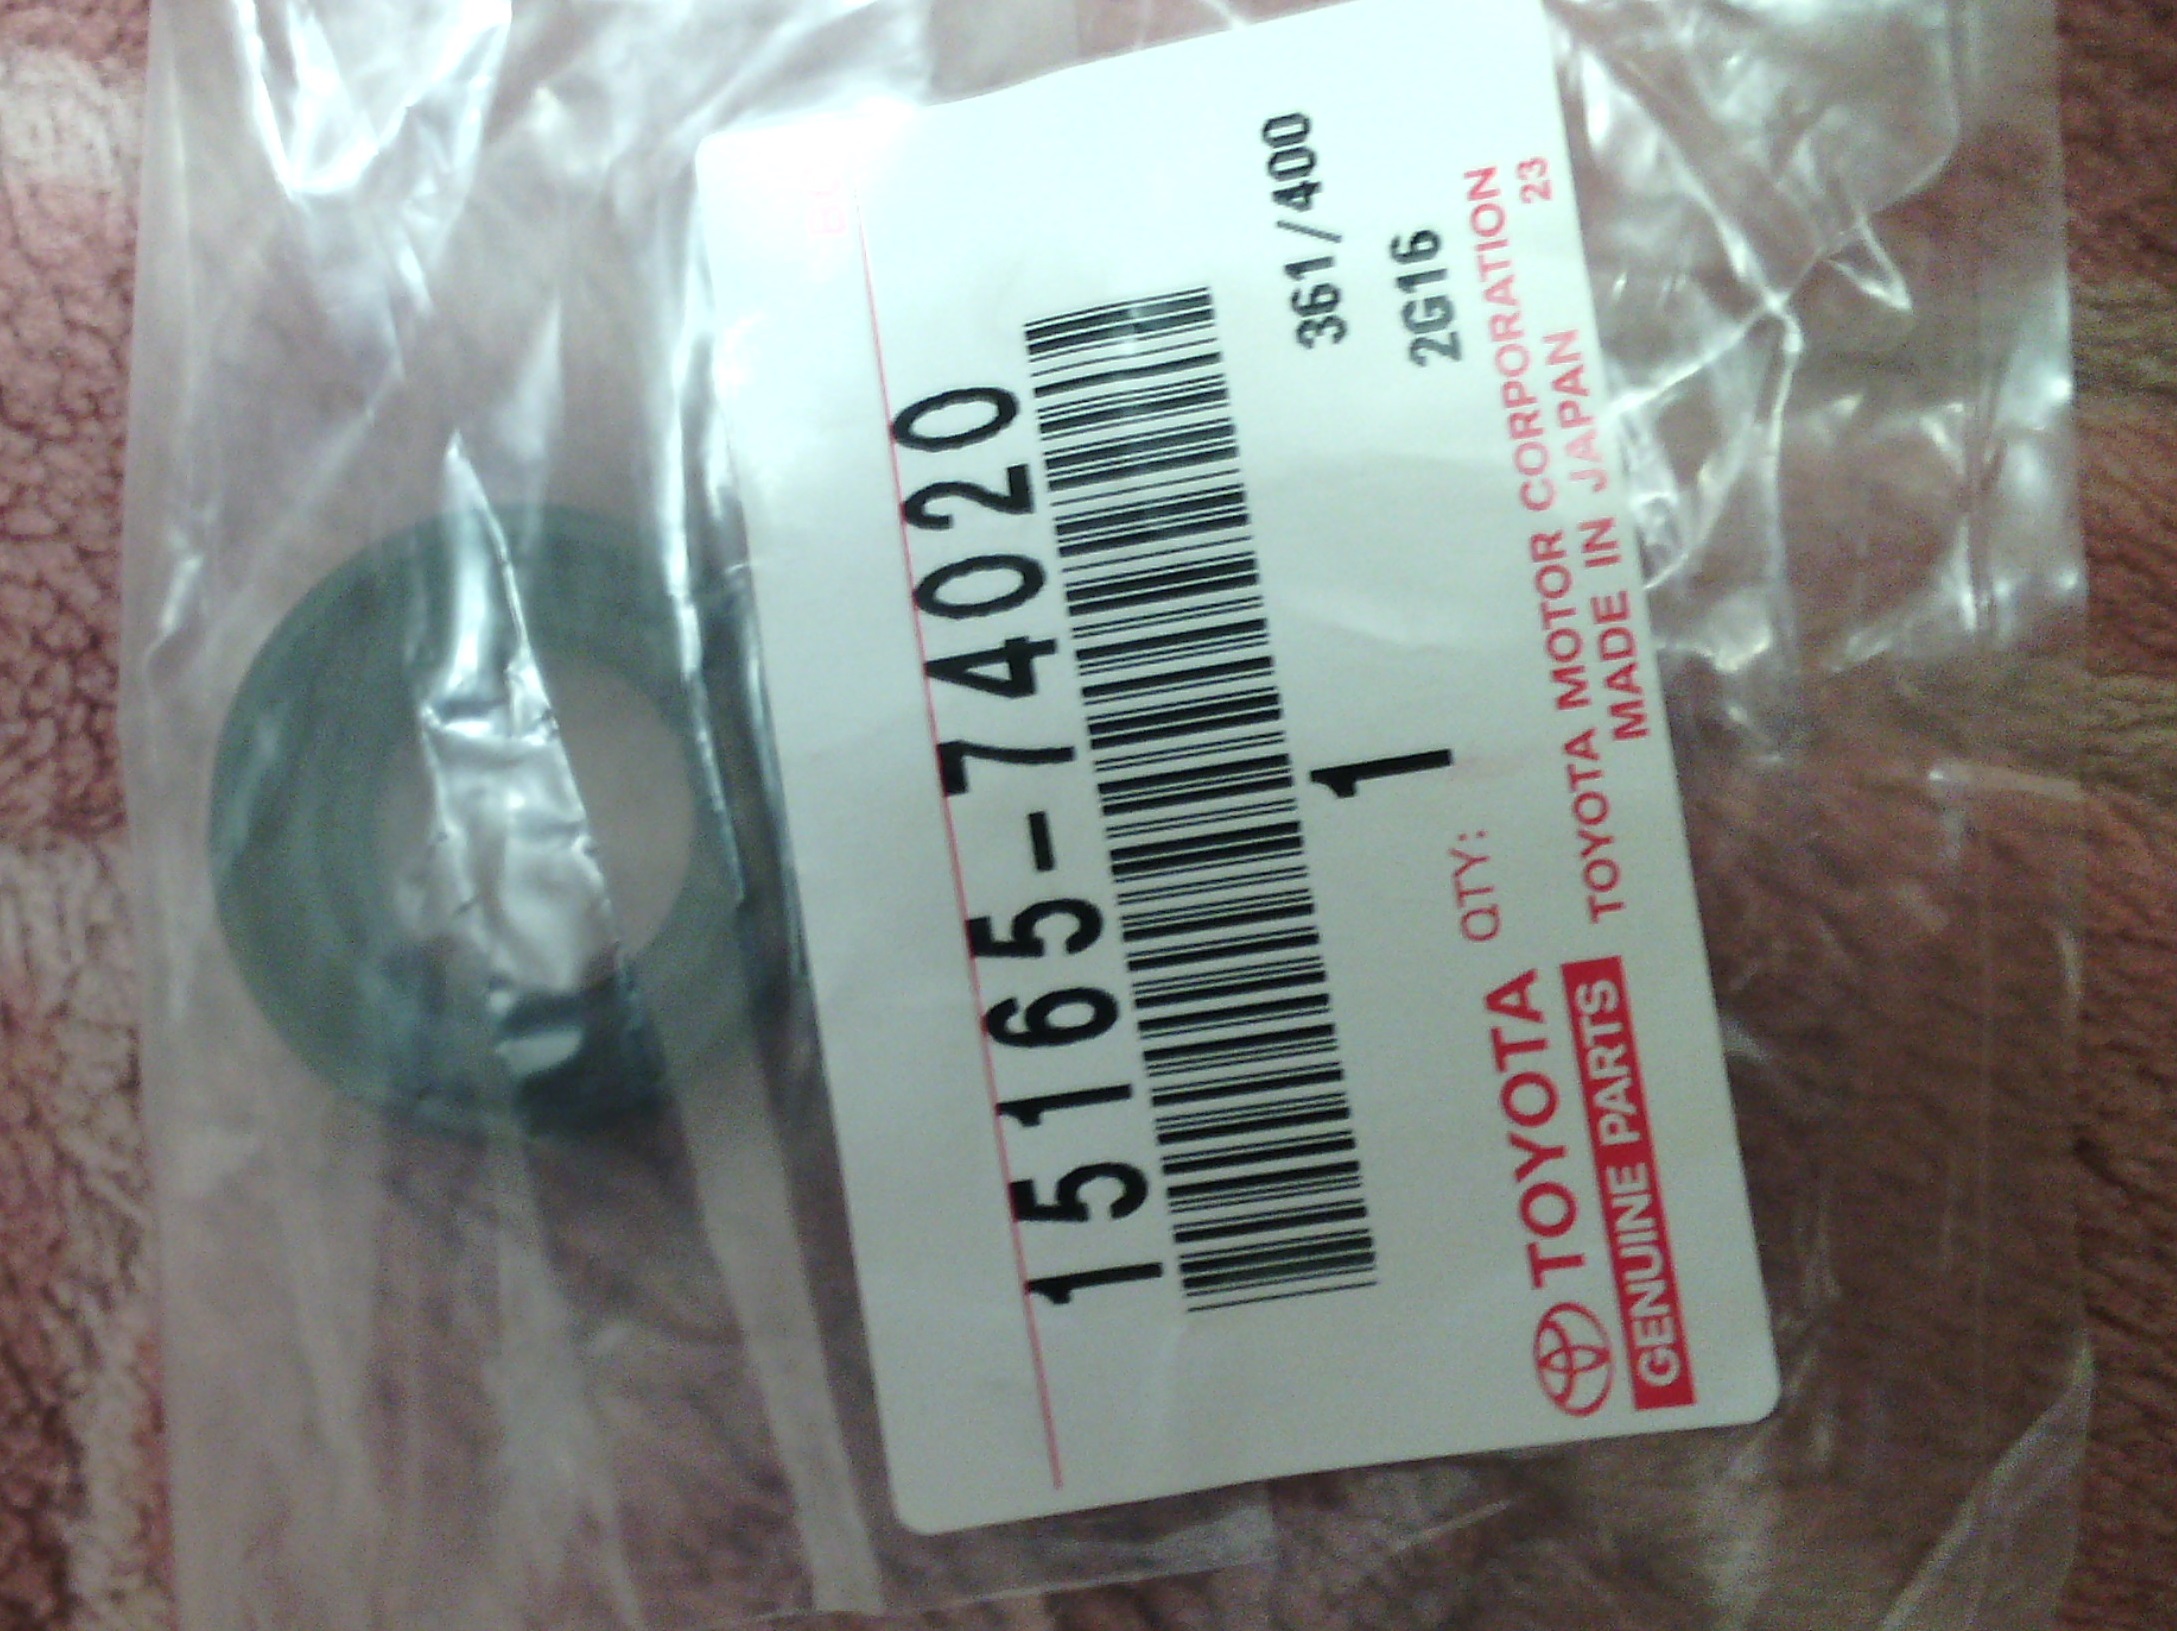 15165-74020
361/400
1
2G16
QTY:
TOYOTA
GENUINE PARTS
TOYOTA MOTOR CORPORATION
MADE IN JAPAN
23